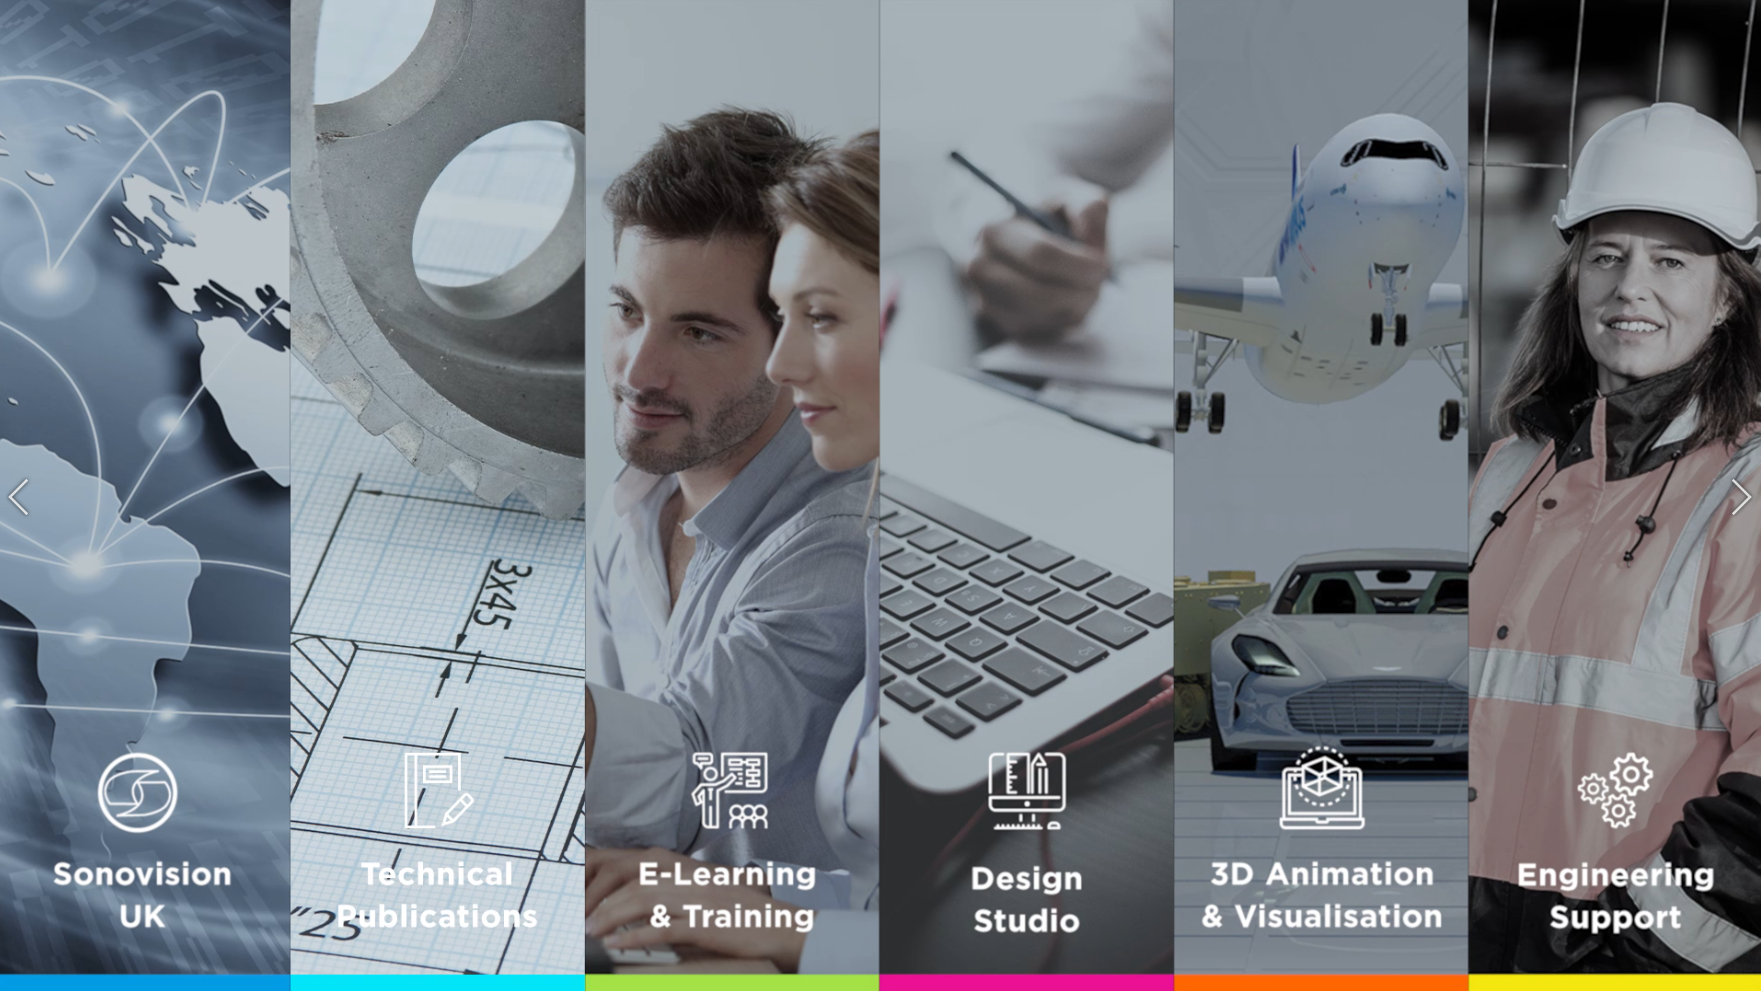 3x45
"25
Sonovision
UK
Technical
Publications
E-Learning
& Training
Design
Studio
3D Animation
& Visualisation
Engineering
Support